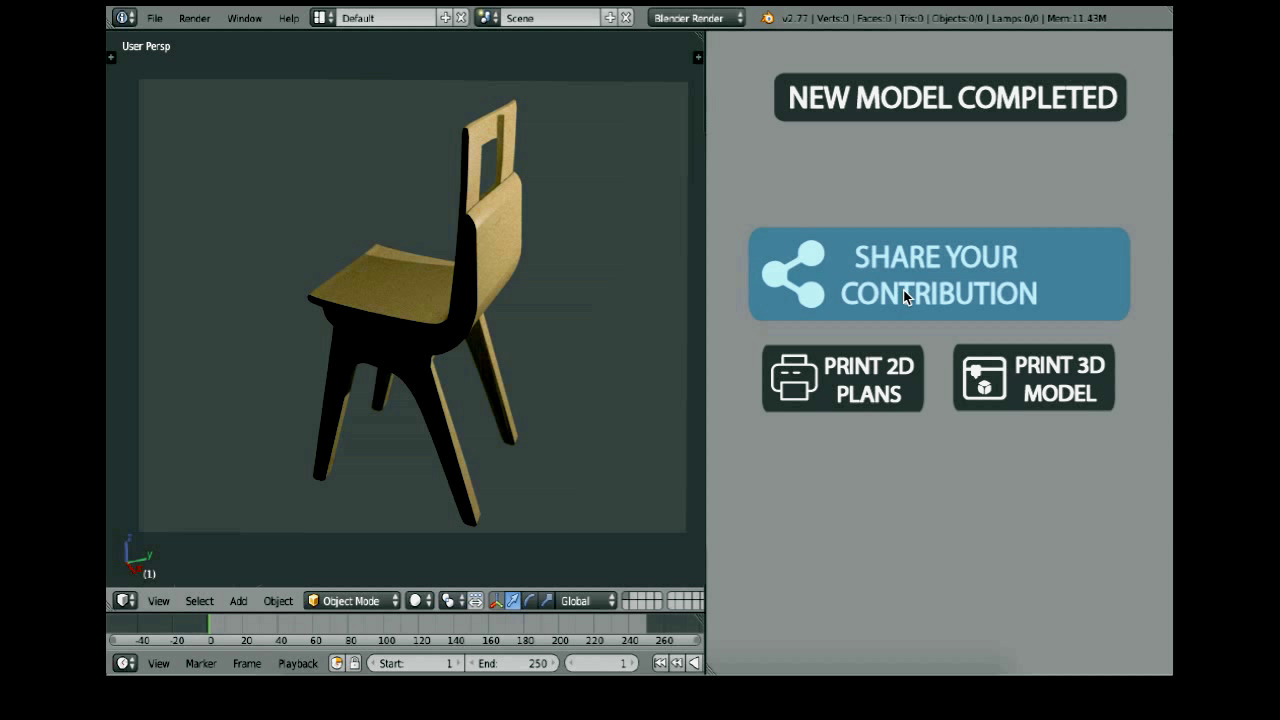 File Render Window Help Default Scene Blender Render v2.77 | Verts:0 | Faces:0 | Tris:0 | Objects:0/0 | Lamps:0/0 | Mem:11.43M
User Persp
NEW MODEL COMPLETED
SHARE YOUR
CONTRIBUTION
PRINT 2D
PLANS
PRINT 3D
MODEL
z
y
x
(1)
View Select Add Object Object Mode Global
-40 -20 0 20 40 60 80 100 120 140 160 180 200 220 240 260
View Marker Frame Playback Start: 1 End: 250 1